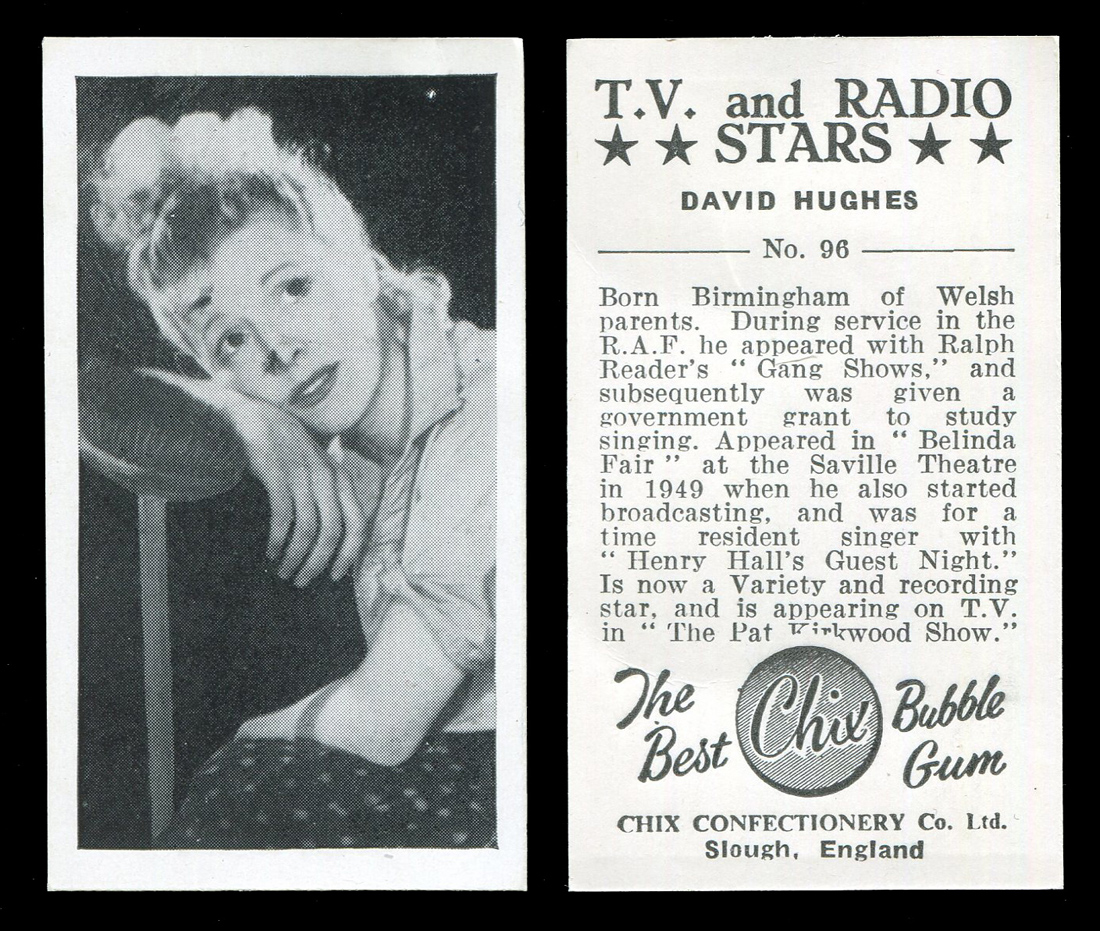 T.V. and RADIO
★ ★ STARS ★ ★
DAVID HUGHES
No. 96
Born Birmingham of Welsh
parents. During service in the
R.A.F. he appeared with Ralph
Reader's " Gang Shows," and
subsequently was given a
government grant to study
singing. Appeared in " Belinda
Fair " at the Saville Theatre
in 1949 when he also started
broadcasting, and was for a
time resident singer with
" Henry Hall's Guest Night."
Is now a Variety and recording
star, and is appearing on T.V.
in " The Pat Kirkwood Show."
The Best Chix Bubble Gum
CHIX CONFECTIONERY Co. Ltd.
Slough, England